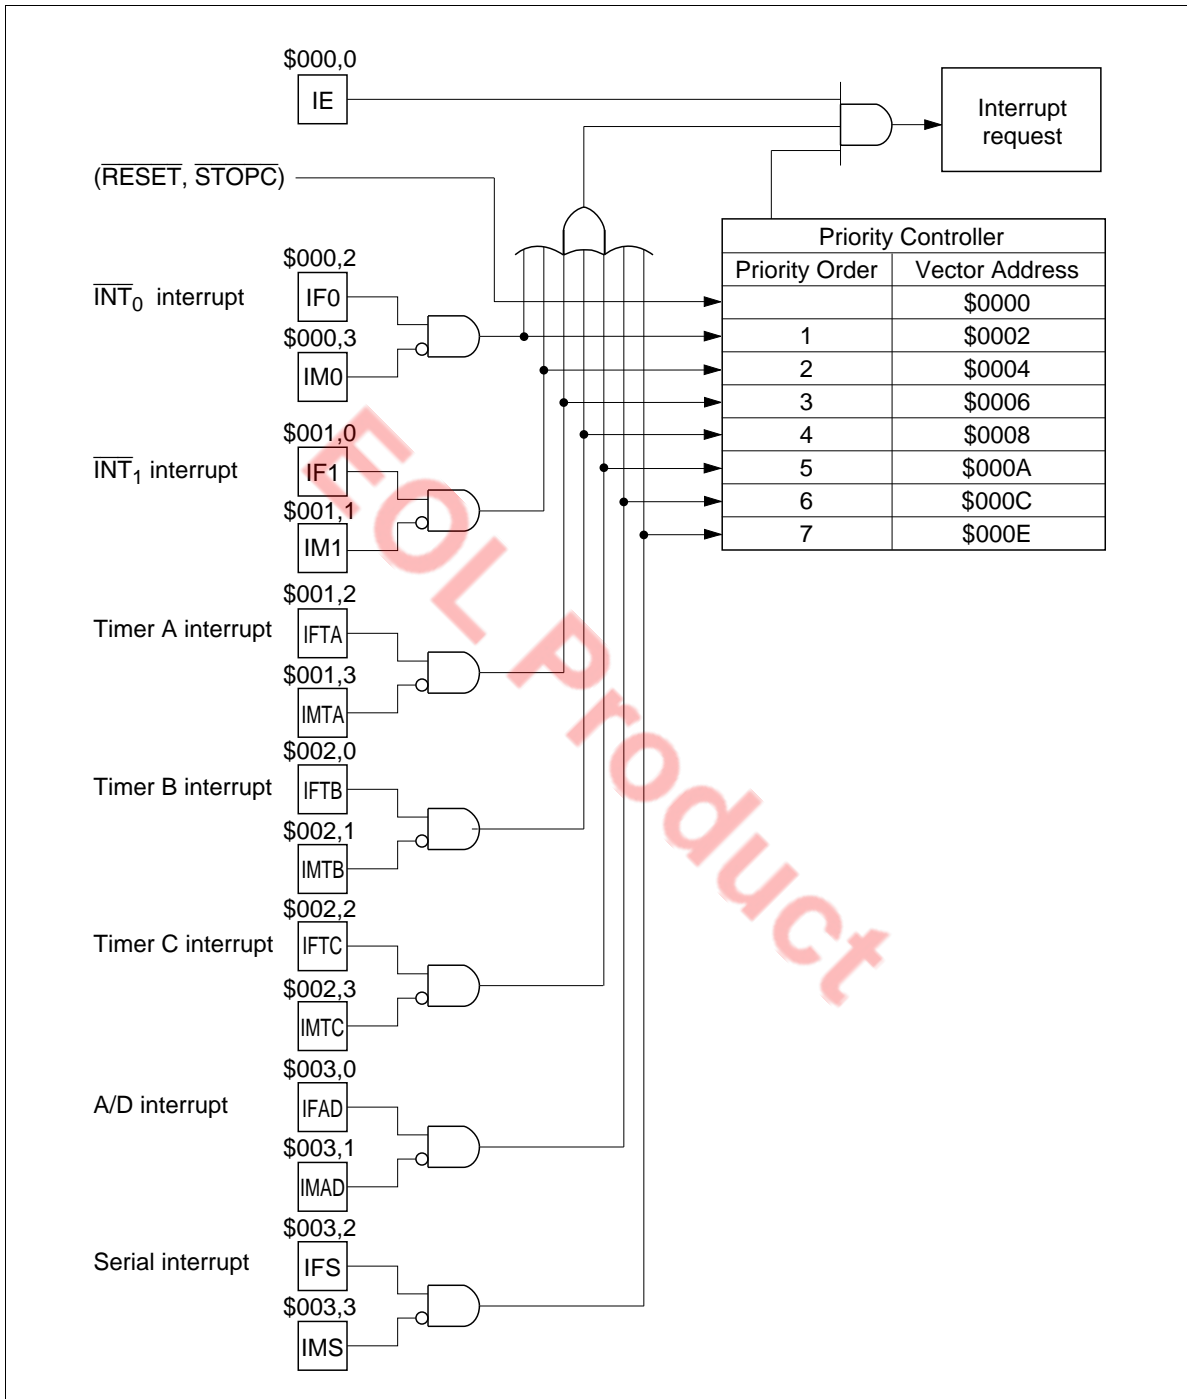 $000,0
IE
Interrupt
request
(RESET, STOPC)
Priority Controller
Priority Order Vector Address
$0000
1 $0002
2 $0004
3 $0006
4 $0008
5 $000A
6 $000C
7 $000E
$000,2
INT0 interrupt
IF0
$000,3
IM0
$001,0
INT1 interrupt
IF1
$001,1
IM1
$001,2
Timer A interrupt
IFTA
$001,3
IMTA
$002,0
Timer B interrupt
IFTB
$002,1
IMTB
$002,2
Timer C interrupt
IFTC
$002,3
IMTC
$003,0
A/D interrupt
IFAD
$003,1
IMAD
$003,2
Serial interrupt
IFS
$003,3
IMS
EOL Product